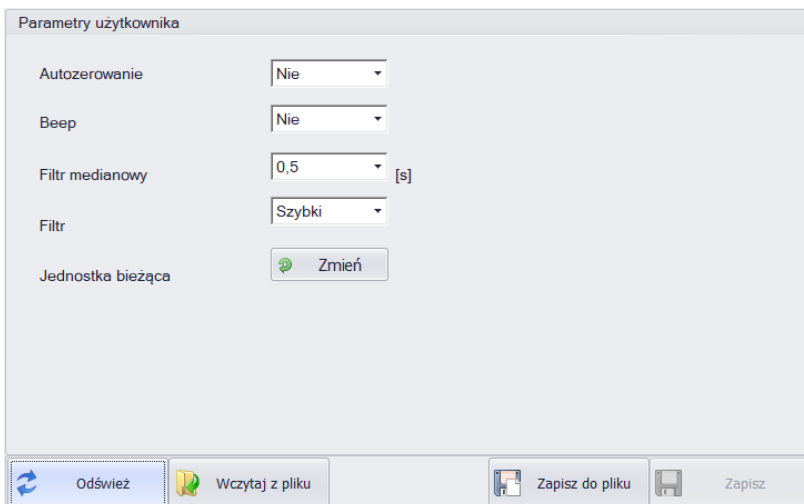 Parametry użytkownika
Autozerowanie Nie
Beep Nie
Filtr medianowy 0,5 [s]
Filtr Szybki
Jednostka bieżąca Zmień
Odśwież Wczytaj z pliku Zapisz do pliku Zapisz